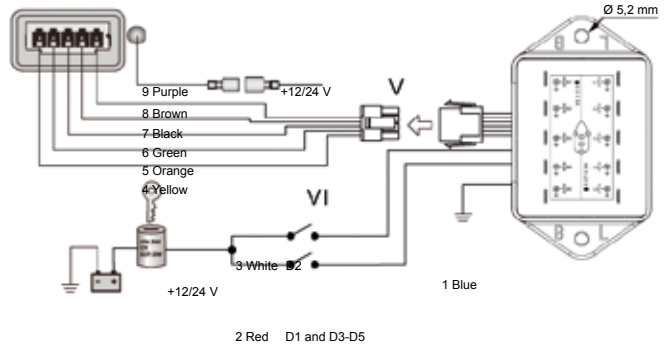 Ø 5,2 mm
9 Purple
+12/24 V
V
8 Brown
7 Black
6 Green
5 Orange
4 Yellow
VI
3 White D2
+12/24 V
1 Blue
2 Red D1 and D3-D5